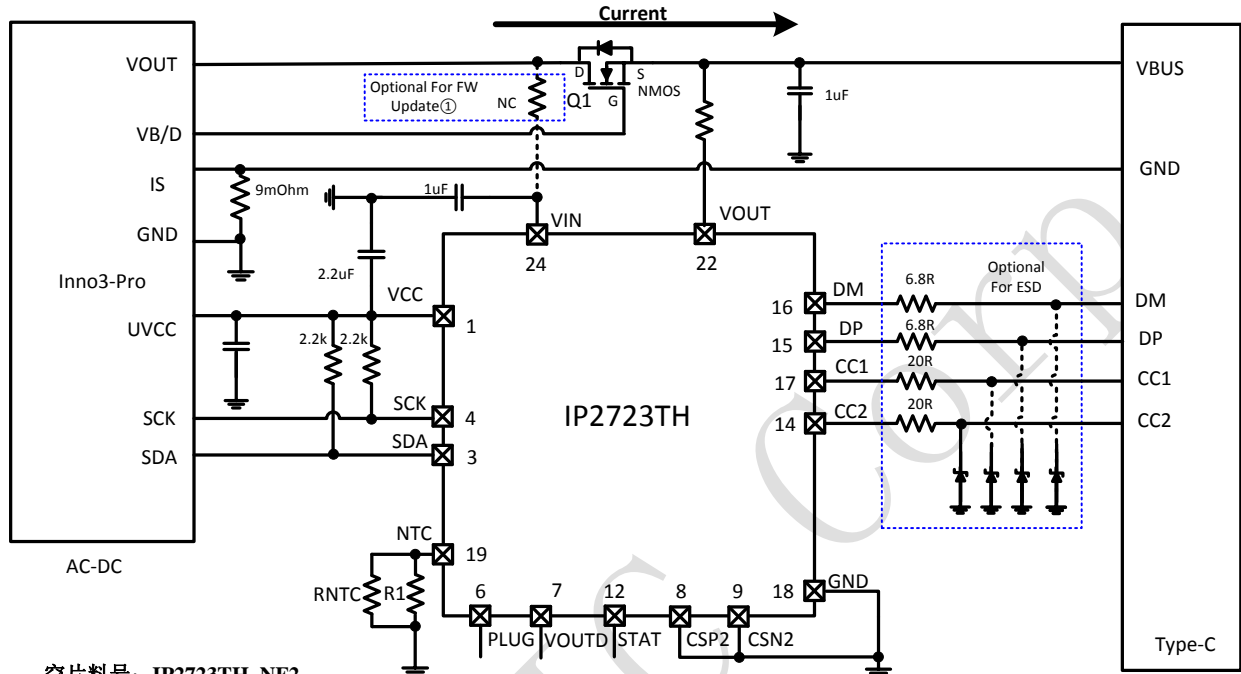 Current
VOUT
VB/D
IS
GND
Inno3-Pro
UVCC
SCK
SDA
AC-DC
Optional For FW
Update①
NC
D
S
G
Q1
NMOS
1uF
9mOhm
1uF
2.2uF
2.2k
2.2k
VIN
24
VOUT
22
VCC
1
SCK
4
SDA
3
NTC
19
RNTC
R1
IP2723TH
DM
16
DP
15
CC1
17
CC2
14
GND
18
6
PLUG
7
VOUTD
12
STAT
8
CSP2
9
CSN2
Optional
For ESD
6.8R
6.8R
20R
20R
VBUS
GND
DM
DP
CC1
CC2
Type-C
Corp
IP2723TH_NF2